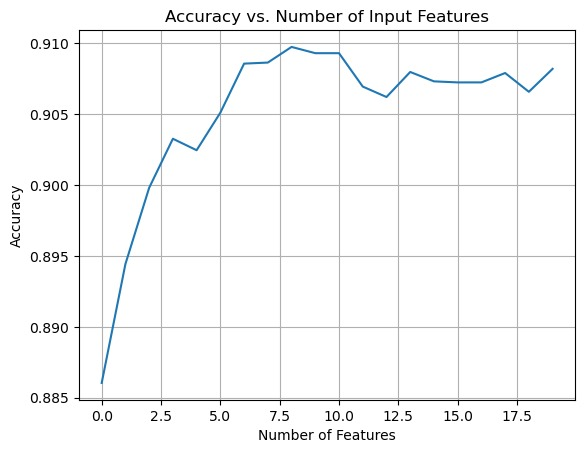 Accuracy vs. Number of Input Features
0.910
0.905
0.900
0.895
0.890
0.885
Accuracy
0.0 2.5 5.0 7.5 10.0 12.5 15.0 17.5
Number of Features